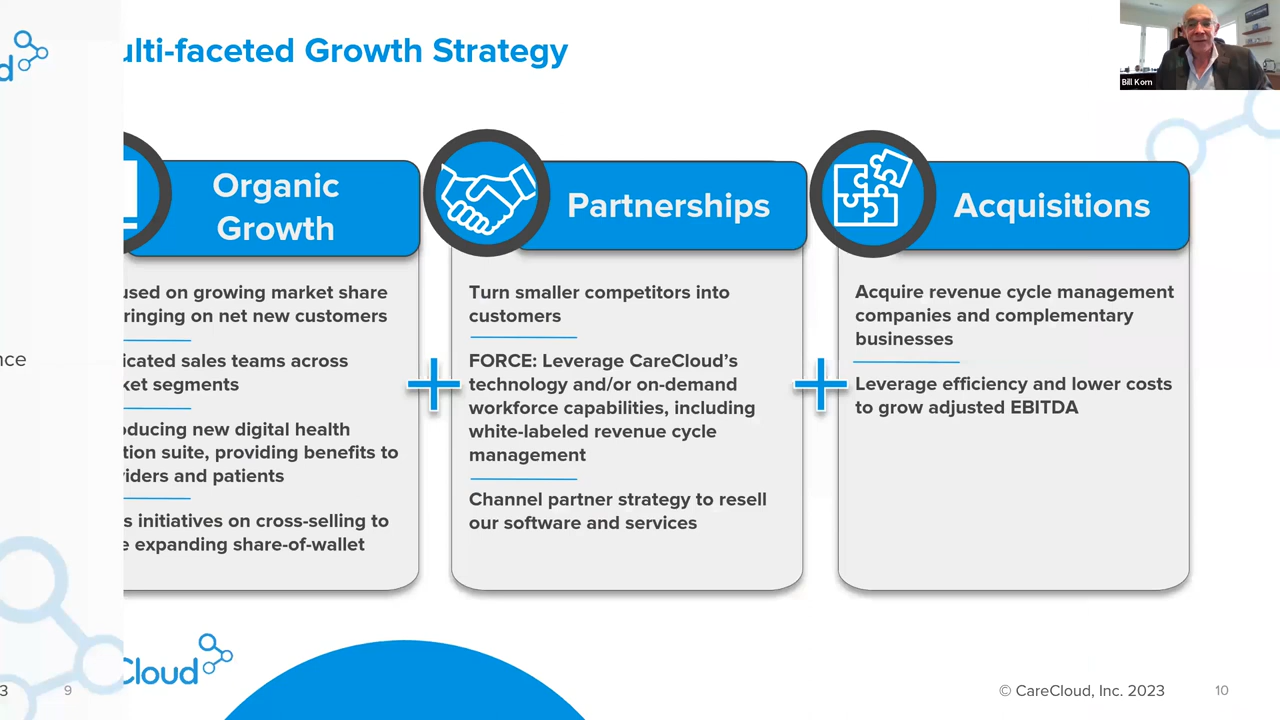 d
ulti-faceted Growth Strategy
Bill Korn
Organic
Growth
used on growing market share
ringing on net new customers
icated sales teams across
ket segments
oducing new digital health
tion suite, providing benefits to
viders and patients
s initiatives on cross-selling to
e expanding share-of-wallet
Partnerships
Turn smaller competitors into
customers
FORCE: Leverage CareCloud’s
technology and/or on-demand
workforce capabilities, including
white-labeled revenue cycle
management
Channel partner strategy to resell
our software and services
Acquisitions
Acquire revenue cycle management
companies and complementary
businesses
Leverage efficiency and lower costs
to grow adjusted EBITDA
nce
Cloud
3 9
© CareCloud, Inc. 2023 10